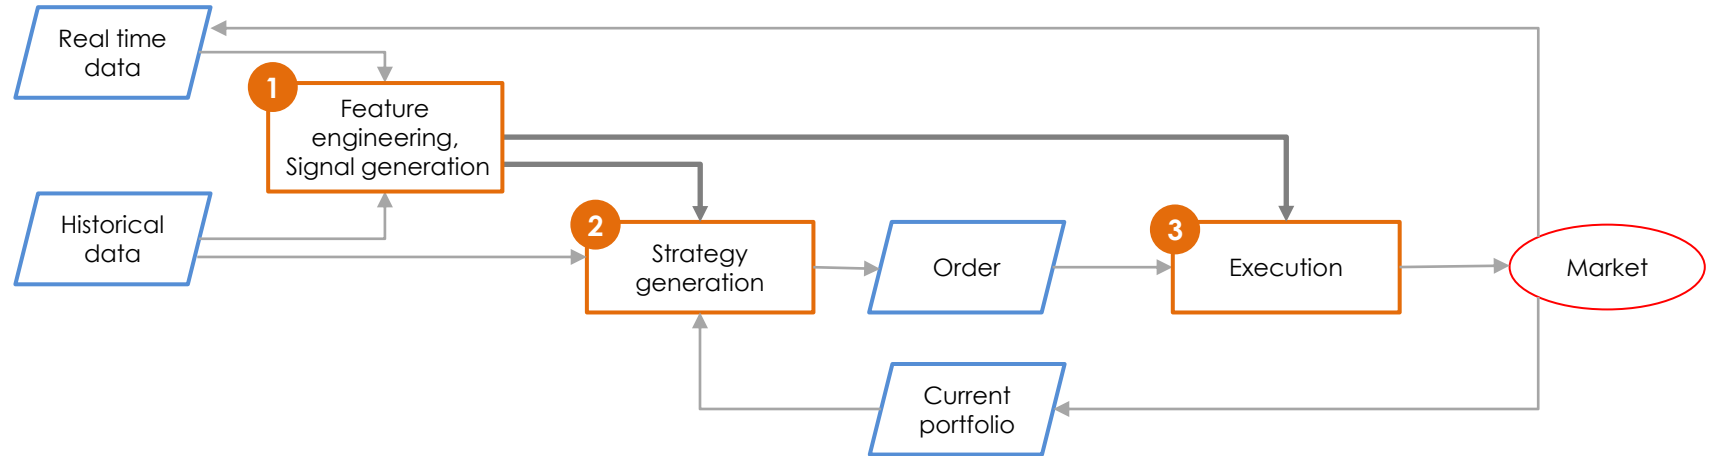 Real time
data
1
Feature
engineering,
Signal generation
Historical
data
2
Strategy
generation
Order
3
Execution
Market
Current
portfolio